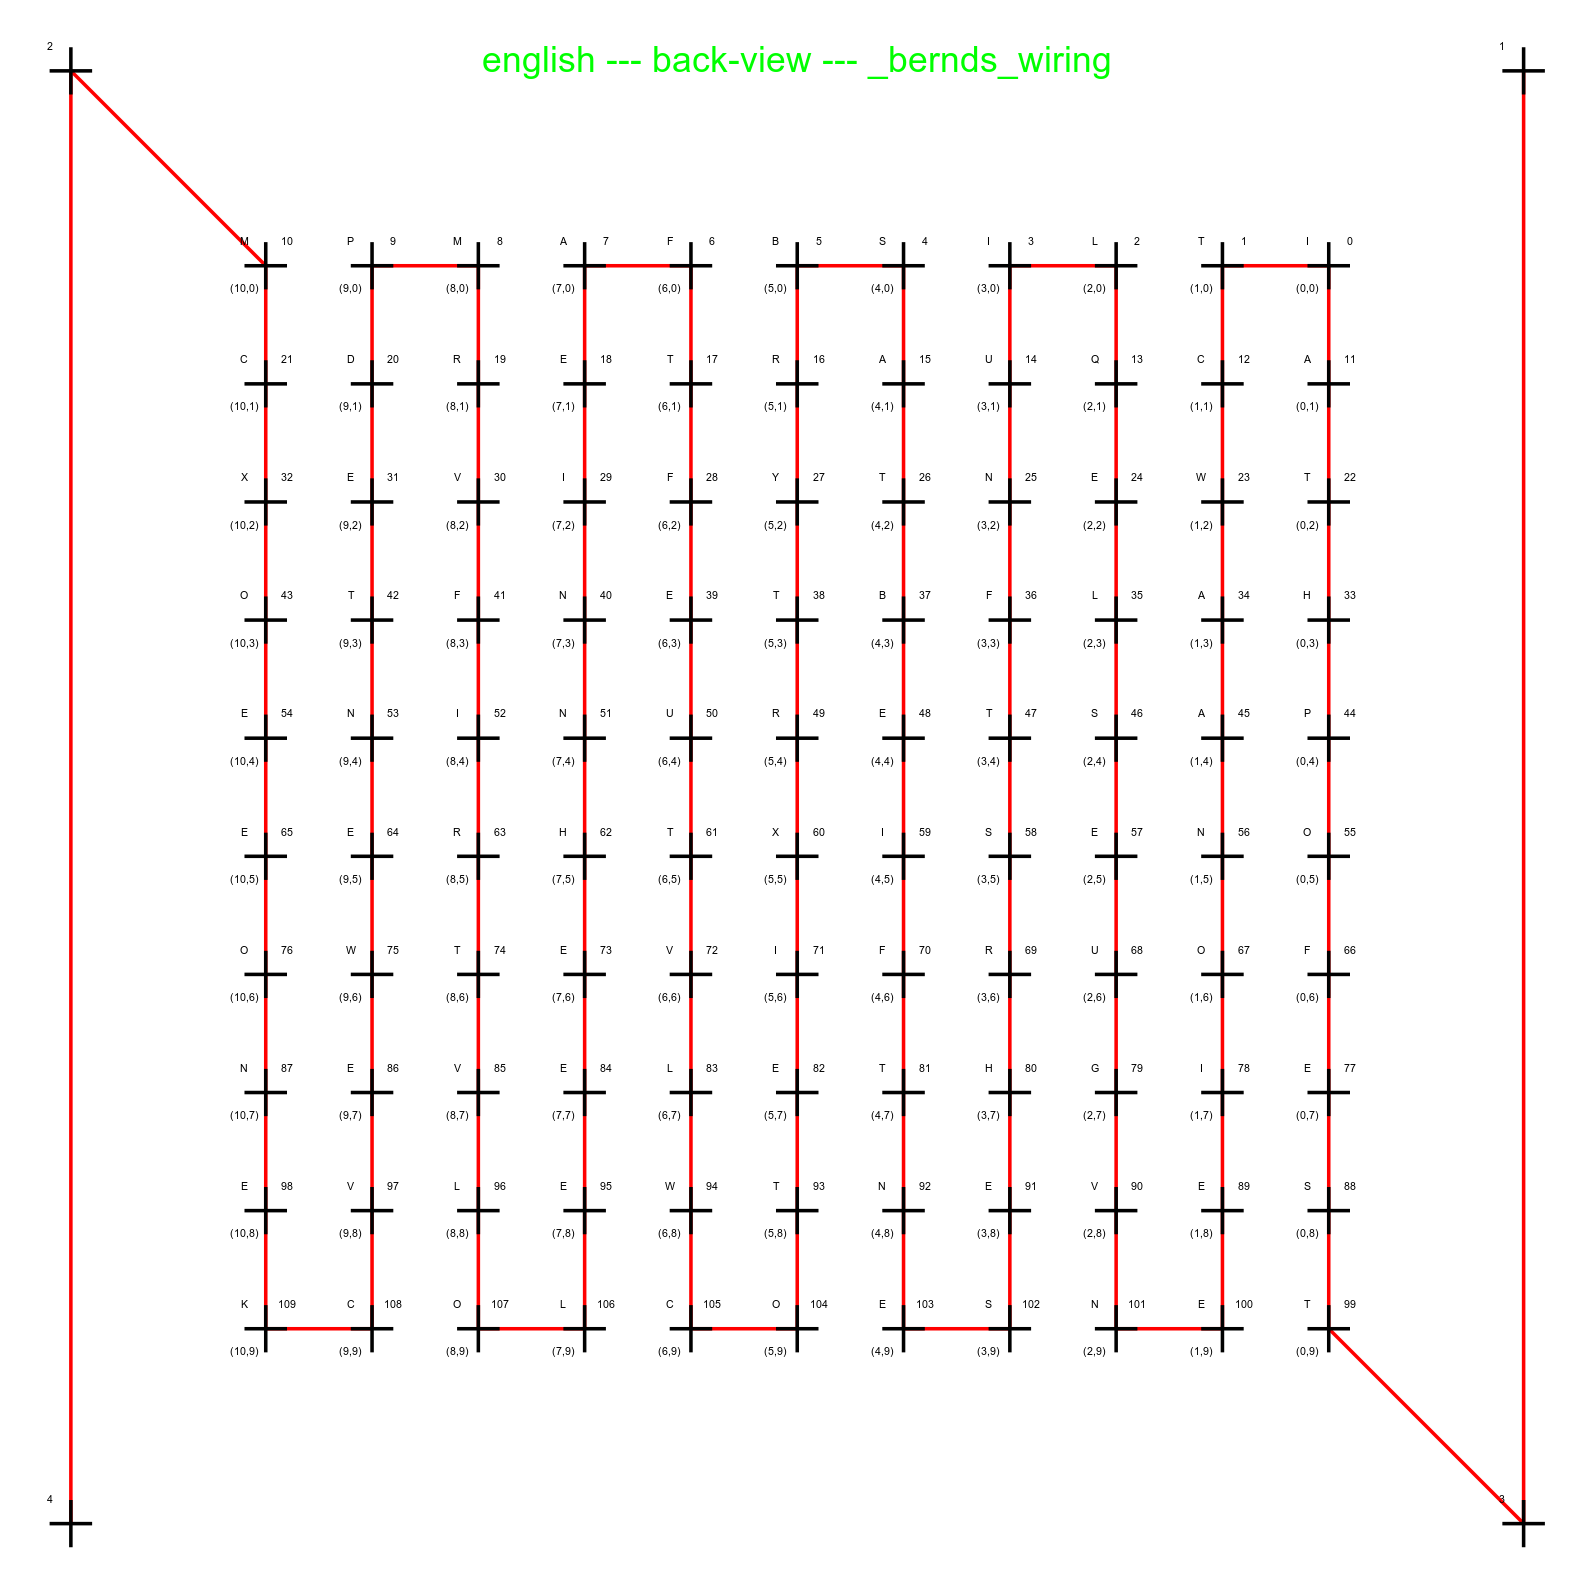 english --- back-view --- _bernds_wiring
2 1
M 10 P 9 M 8 A 7 F 6 B 5 S 4 I 3 L 2 T 1 I 0
(10,0) (9,0) (8,0) (7,0) (6,0) (5,0) (4,0) (3,0) (2,0) (1,0) (0,0)
C 21 D 20 R 19 E 18 T 17 R 16 A 15 U 14 Q 13 C 12 A 11
(10,1) (9,1) (8,1) (7,1) (6,1) (5,1) (4,1) (3,1) (2,1) (1,1) (0,1)
X 32 E 31 V 30 I 29 F 28 Y 27 T 26 N 25 E 24 W 23 T 22
(10,2) (9,2) (8,2) (7,2) (6,2) (5,2) (4,2) (3,2) (2,2) (1,2) (0,2)
O 43 T 42 F 41 N 40 E 39 T 38 B 37 F 36 L 35 A 34 H 33
(10,3) (9,3) (8,3) (7,3) (6,3) (5,3) (4,3) (3,3) (2,3) (1,3) (0,3)
E 54 N 53 I 52 N 51 U 50 R 49 E 48 T 47 S 46 A 45 P 44
(10,4) (9,4) (8,4) (7,4) (6,4) (5,4) (4,4) (3,4) (2,4) (1,4) (0,4)
E 65 E 64 R 63 H 62 T 61 X 60 I 59 S 58 E 57 N 56 O 55
(10,5) (9,5) (8,5) (7,5) (6,5) (5,5) (4,5) (3,5) (2,5) (1,5) (0,5)
O 76 W 75 T 74 E 73 V 72 I 71 F 70 R 69 U 68 O 67 F 66
(10,6) (9,6) (8,6) (7,6) (6,6) (5,6) (4,6) (3,6) (2,6) (1,6) (0,6)
N 87 E 86 V 85 E 84 L 83 E 82 T 81 H 80 G 79 I 78 E 77
(10,7) (9,7) (8,7) (7,7) (6,7) (5,7) (4,7) (3,7) (2,7) (1,7) (0,7)
E 98 V 97 L 96 E 95 W 94 T 93 N 92 E 91 V 90 E 89 S 88
(10,8) (9,8) (8,8) (7,8) (6,8) (5,8) (4,8) (3,8) (2,8) (1,8) (0,8)
K 109 C 108 O 107 L 106 C 105 O 104 E 103 S 102 N 101 E 100 T 99
(10,9) (9,9) (8,9) (7,9) (6,9) (5,9) (4,9) (3,9) (2,9) (1,9) (0,9)
4 3